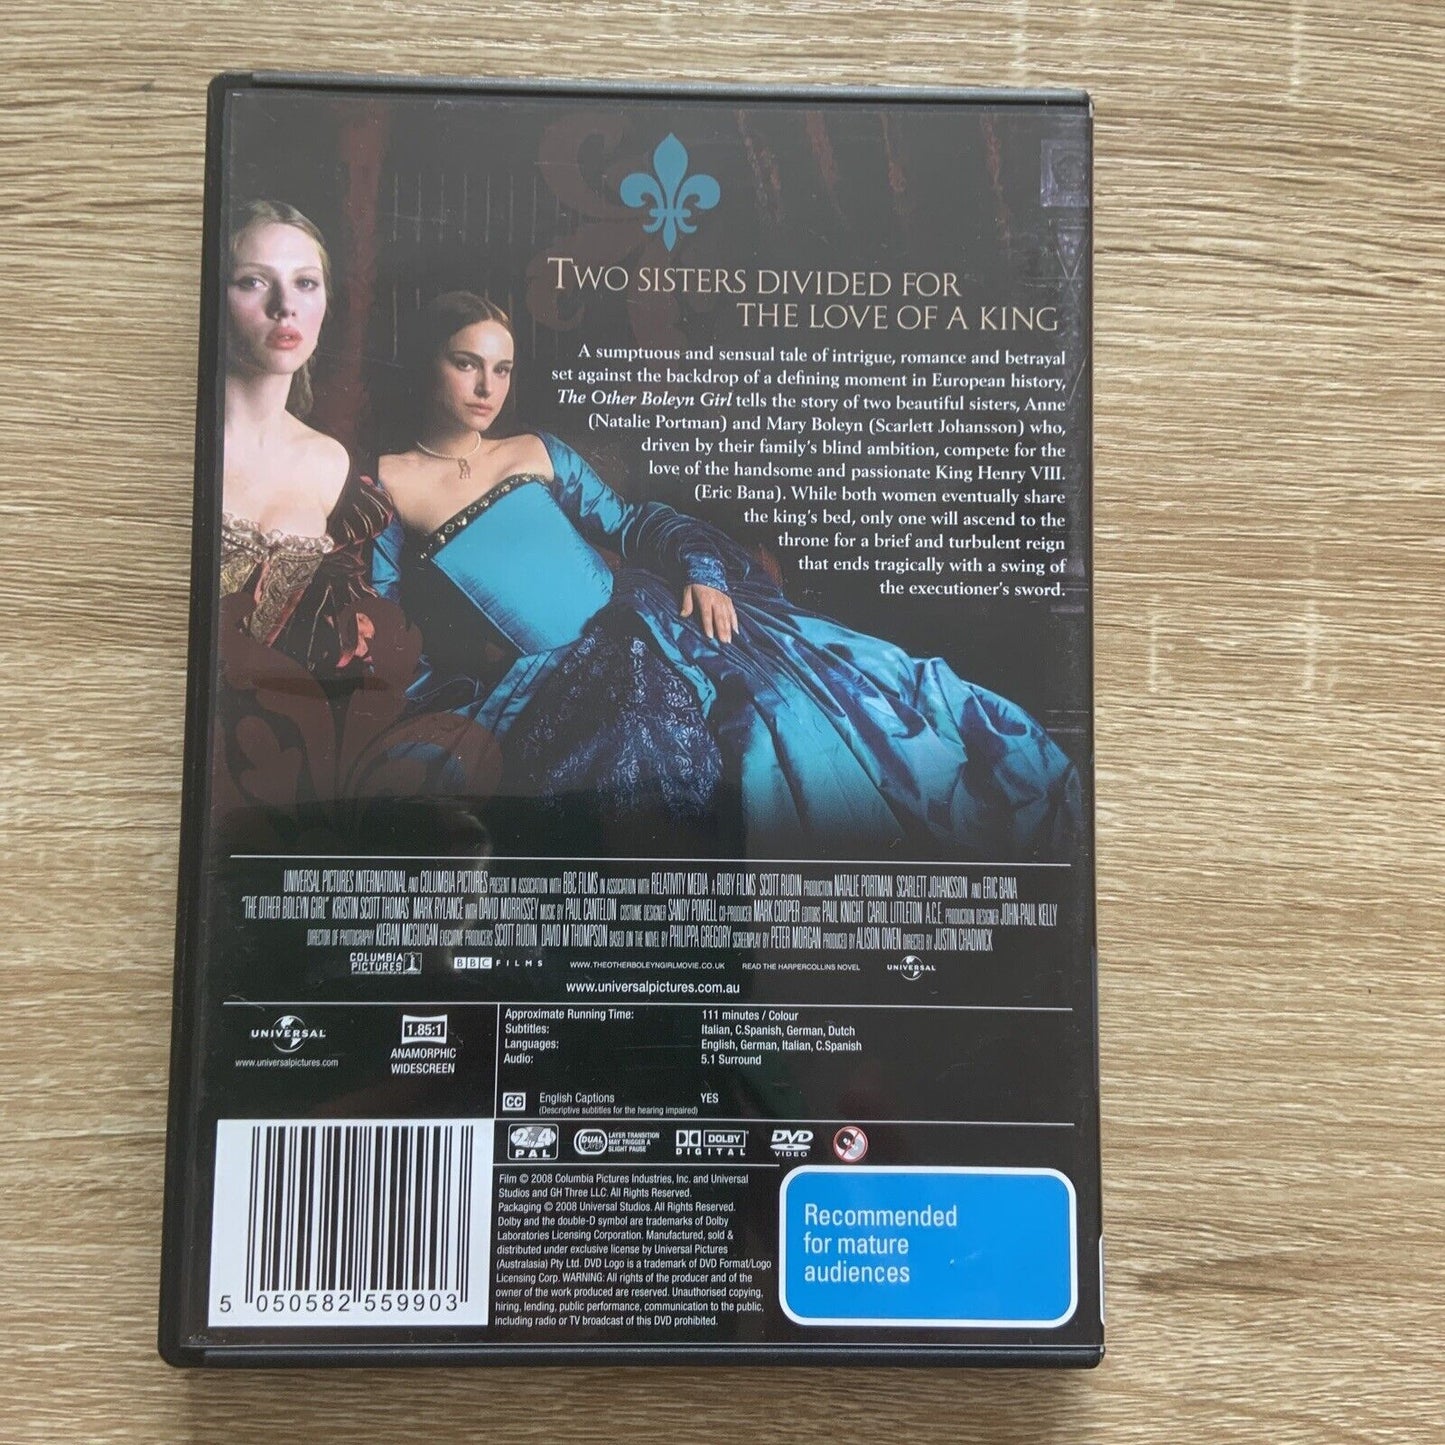 TWO SISTERS DIVIDED FOR
THE LOVE OF A KING
A sumptuous and sensual tale of intrigue, romance and betrayal
set against the backdrop of a defining moment in European history,
The Other Boleyn Girl tells the story of two beautiful sisters, Anne
(Natalie Portman) and Mary Boleyn (Scarlett Johansson) who,
driven by their family's blind ambition, compete for the
love of the handsome and passionate King Henry VIII.
(Eric Bana). While both women eventually share
the king's bed, only one will ascend to the
throne for a brief and turbulent reign
that ends tragically with a swing of
the executioner's sword.
UNIVERSAL PICTURES INTERNATIONAL AND COLUMBIA PICTURES PRESENT IN ASSOCIATION WITH BBC FILMS IN ASSOCIATION WITH RELATIVITY MEDIA A RUBY FILMS SCOTT RUDIN PRODUCTION NATALIE PORTMAN SCARLETT JOHANSSON AND ERIC BANA
"THE OTHER BOLEYN GIRL" KRISTIN SCOTT THOMAS MARK RYLANCE WITH DAVID MORRISSEY MUSIC BY PAUL CANTELON COSTUME DESIGNER SANDY POWELL CO-PRODUCER MARK COOPER EDITORS PAUL KNIGHT CAROL LITTLETON A.C.E. PRODUCTION DESIGNER JOHN-PAUL KELLY
DIRECTOR OF PHOTOGRAPHY KIERAN MCGUIGAN EXECUTIVE PRODUCERS SCOTT RUDIN DAVID M THOMPSON BASED ON THE NOVEL BY PHILIPPA GREGORY SCREENPLAY BY PETER MORGAN PRODUCED BY ALISON OWEN DIRECTED BY JUSTIN CHADWICK
COLUMBIA PICTURES BBC FILMS WWW.THEOTHERBOLEYNGIRLMOVIE.CO.UK READ THE HARPERCOLLINS NOVEL UNIVERSAL
www.universalpictures.com.au
UNIVERSAL
www.universalpictures.com
1.85:1
ANAMORPHIC
WIDESCREEN
Approximate Running Time: 111 minutes / Colour
Subtitles: Italian, C.Spanish, German, Dutch
Languages: English, German, Italian, C.Spanish
Audio: 5.1 Surround
CC English Captions YES
(Descriptive subtitles for the hearing impaired)
2 4 PAL DUAL LAYER LAYER TRANSITION MAY TRIGGER A SLIGHT PAUSE DOLBY DIGITAL DVD VIDEO
Film © 2008 Columbia Pictures Industries, Inc. and Universal
Studios and GH Three LLC. All Rights Reserved.
Packaging © 2008 Universal Studios. All Rights Reserved.
Dolby and the double-D symbol are trademarks of Dolby
Laboratories Licensing Corporation. Manufactured, sold &
distributed under exclusive license by Universal Pictures
(Australasia) Pty Ltd. DVD Logo is a trademark of DVD Format/Logo
Licensing Corp. WARNING: All rights of the producer and of the
owner of the work produced are reserved. Unauthorised copying,
hiring, lending, public performance, communication to the public,
including radio or TV broadcast of this DVD prohibited.
Recommended
for mature
audiences
5 050582 559903